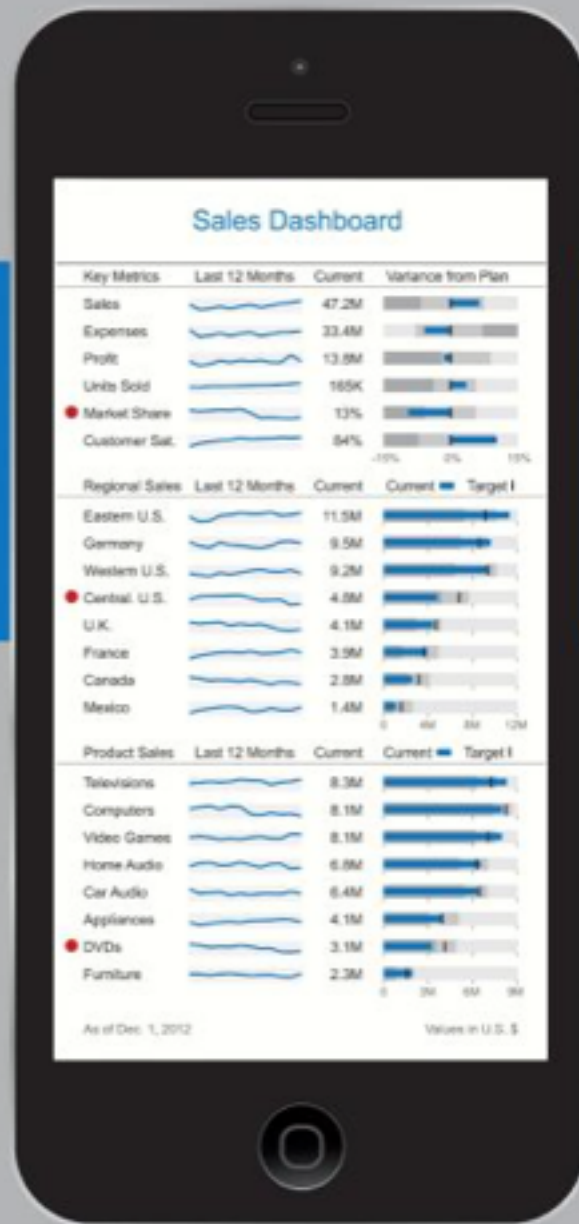 Sales Dashboard
Key Metrics Last 12 Months Current Variance from Plan
Sales 47.2M
Expenses 33.4M
Profit 13.8M
Units Sold 165K
Market Share 13%
Customer Sat. 84%
-15% 0% 15%
Regional Sales Last 12 Months Current Current Target
Eastern U.S. 11.5M
Germany 9.5M
Western U.S. 9.2M
Central. U.S. 4.8M
U.K. 4.1M
France 3.9M
Canada 2.8M
Mexico 1.4M
0 4M 8M 12M
Product Sales Last 12 Months Current Current Target
Televisions 8.3M
Computers 8.1M
Video Games 8.1M
Home Audio 6.8M
Car Audio 6.4M
Appliances 4.1M
DVDs 3.1M
Furniture 2.3M
0 3M 6M 9M
As of Dec. 1, 2012 Values in U.S. $